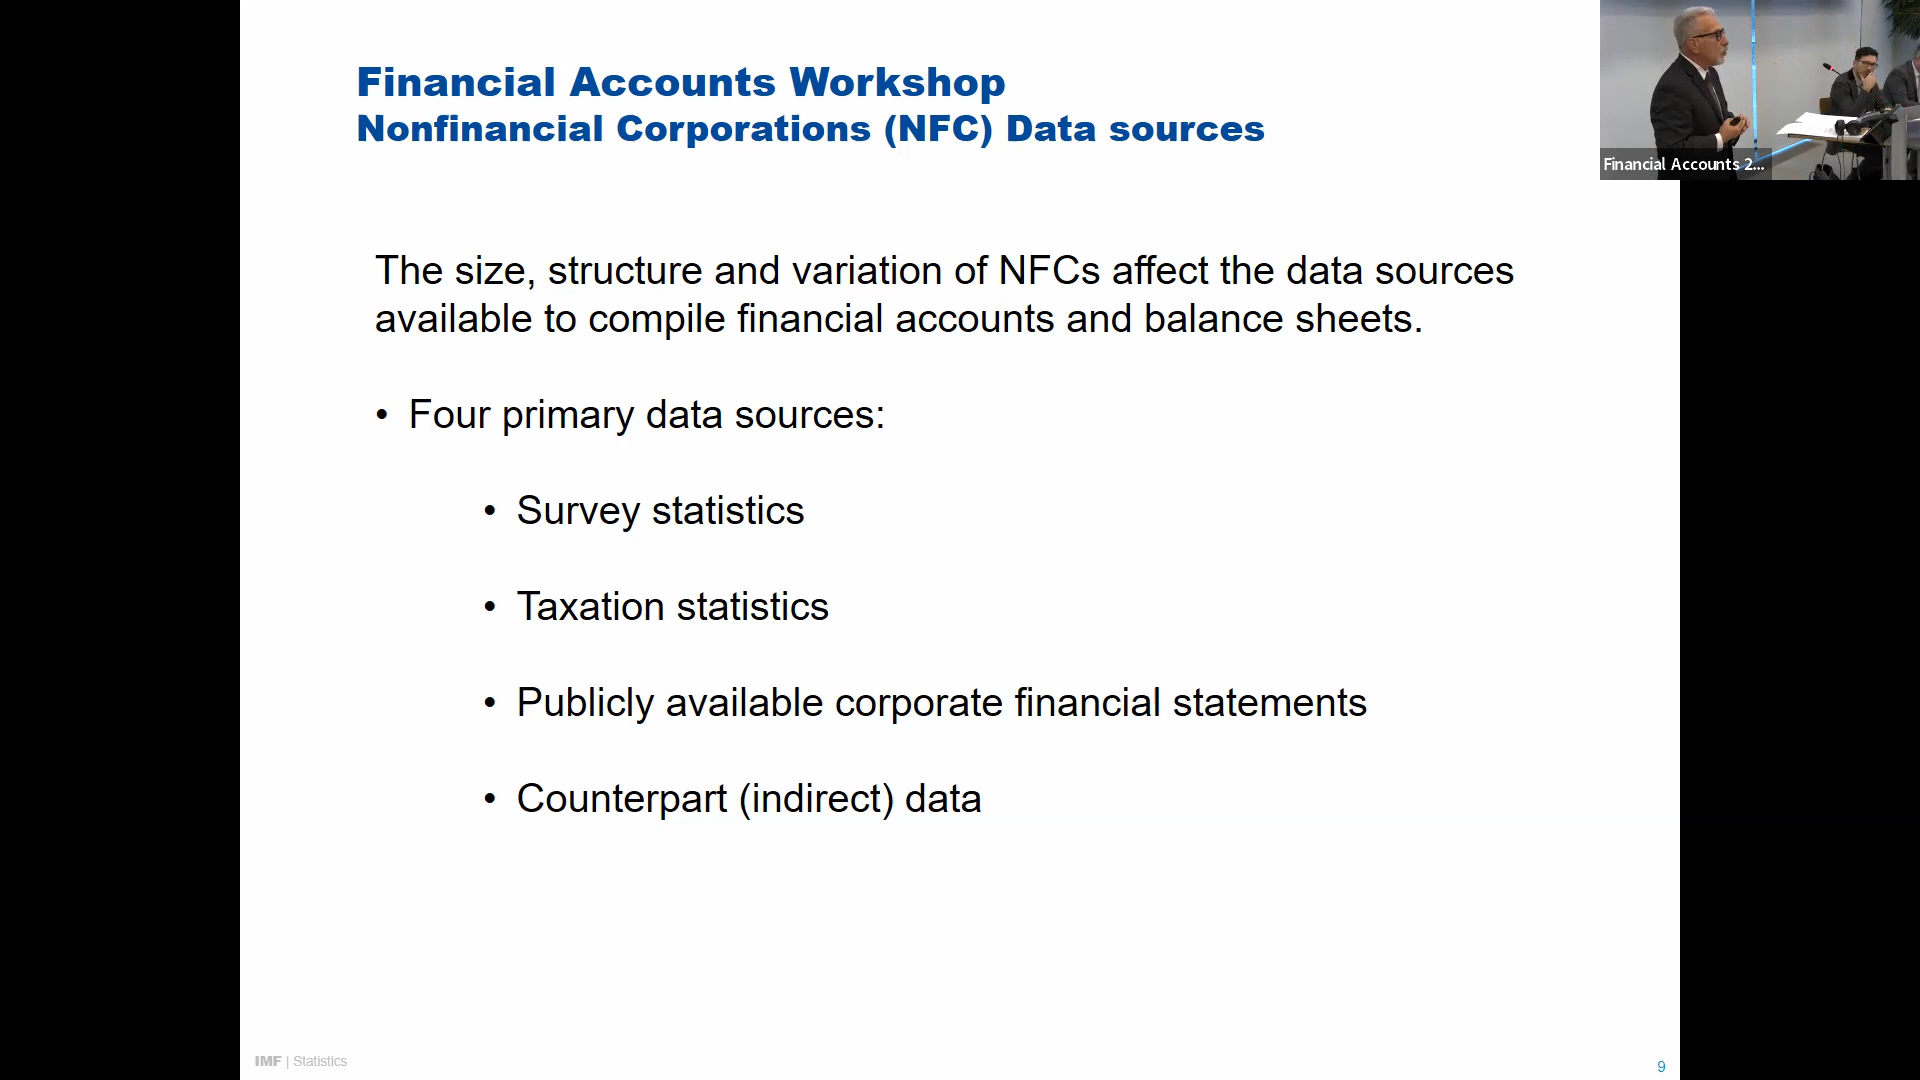 Financial Accounts Workshop
Nonfinancial Corporations (NFC) Data sources
Financial Accounts 2...
The size, structure and variation of NFCs affect the data sources
available to compile financial accounts and balance sheets.
• Four primary data sources:
• Survey statistics
• Taxation statistics
• Publicly available corporate financial statements
• Counterpart (indirect) data
IMF | Statistics
9